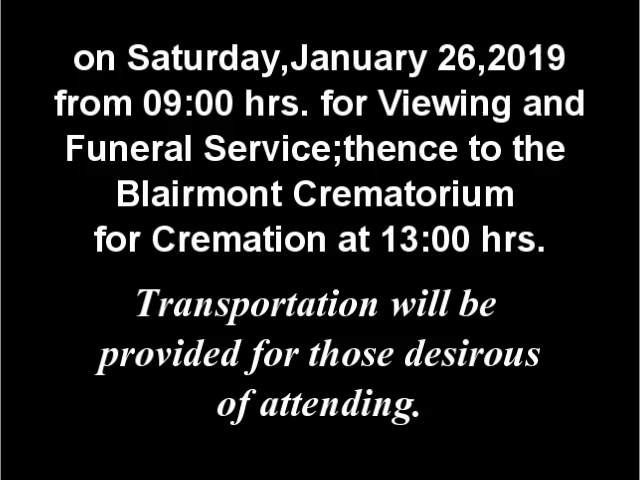 on Saturday,January 26,2019
from 09:00 hrs. for Viewing and
Funeral Service;thence to the
Blairmont Crematorium
for Cremation at 13:00 hrs.
Transportation will be
provided for those desirous
of attending.